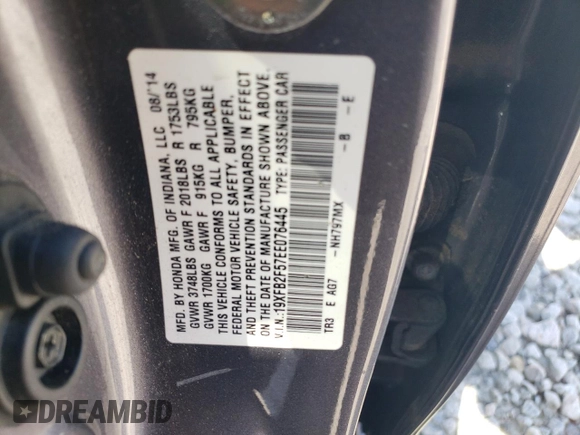 MFD. BY HONDA MFG. OF INDIANA, LLC 08/'14
GVWR 3748LBS GAWR F 2018LBS R 1753LBS
GVWR 1700KG GAWR F 915KG R 795KG
THIS VEHICLE CONFORMS TO ALL APPLICABLE
FEDERAL MOTOR VEHICLE SAFETY, BUMPER,
AND THEFT PREVENTION STANDARDS IN EFFECT
ON THE DATE OF MANUFACTURE SHOWN ABOVE.
V.I.N.:19XFB2F57EE076445 TYPE: PASSENGER CAR
TR3 E AG7 -NH797MX -B -E
DREAMBID